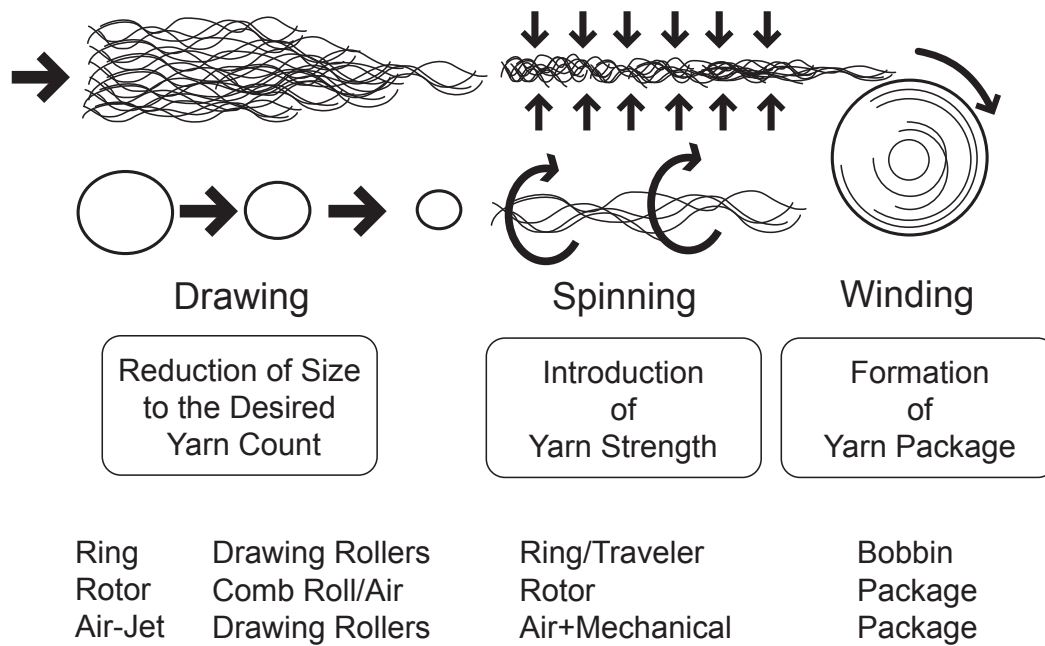 Drawing
Spinning
Winding
Reduction of Size
to the Desired
Yarn Count
Introduction
of
Yarn Strength
Formation
of
Yarn Package
Ring Drawing Rollers Ring/Traveler Bobbin
Rotor Comb Roll/Air Rotor Package
Air-Jet Drawing Rollers Air+Mechanical Package